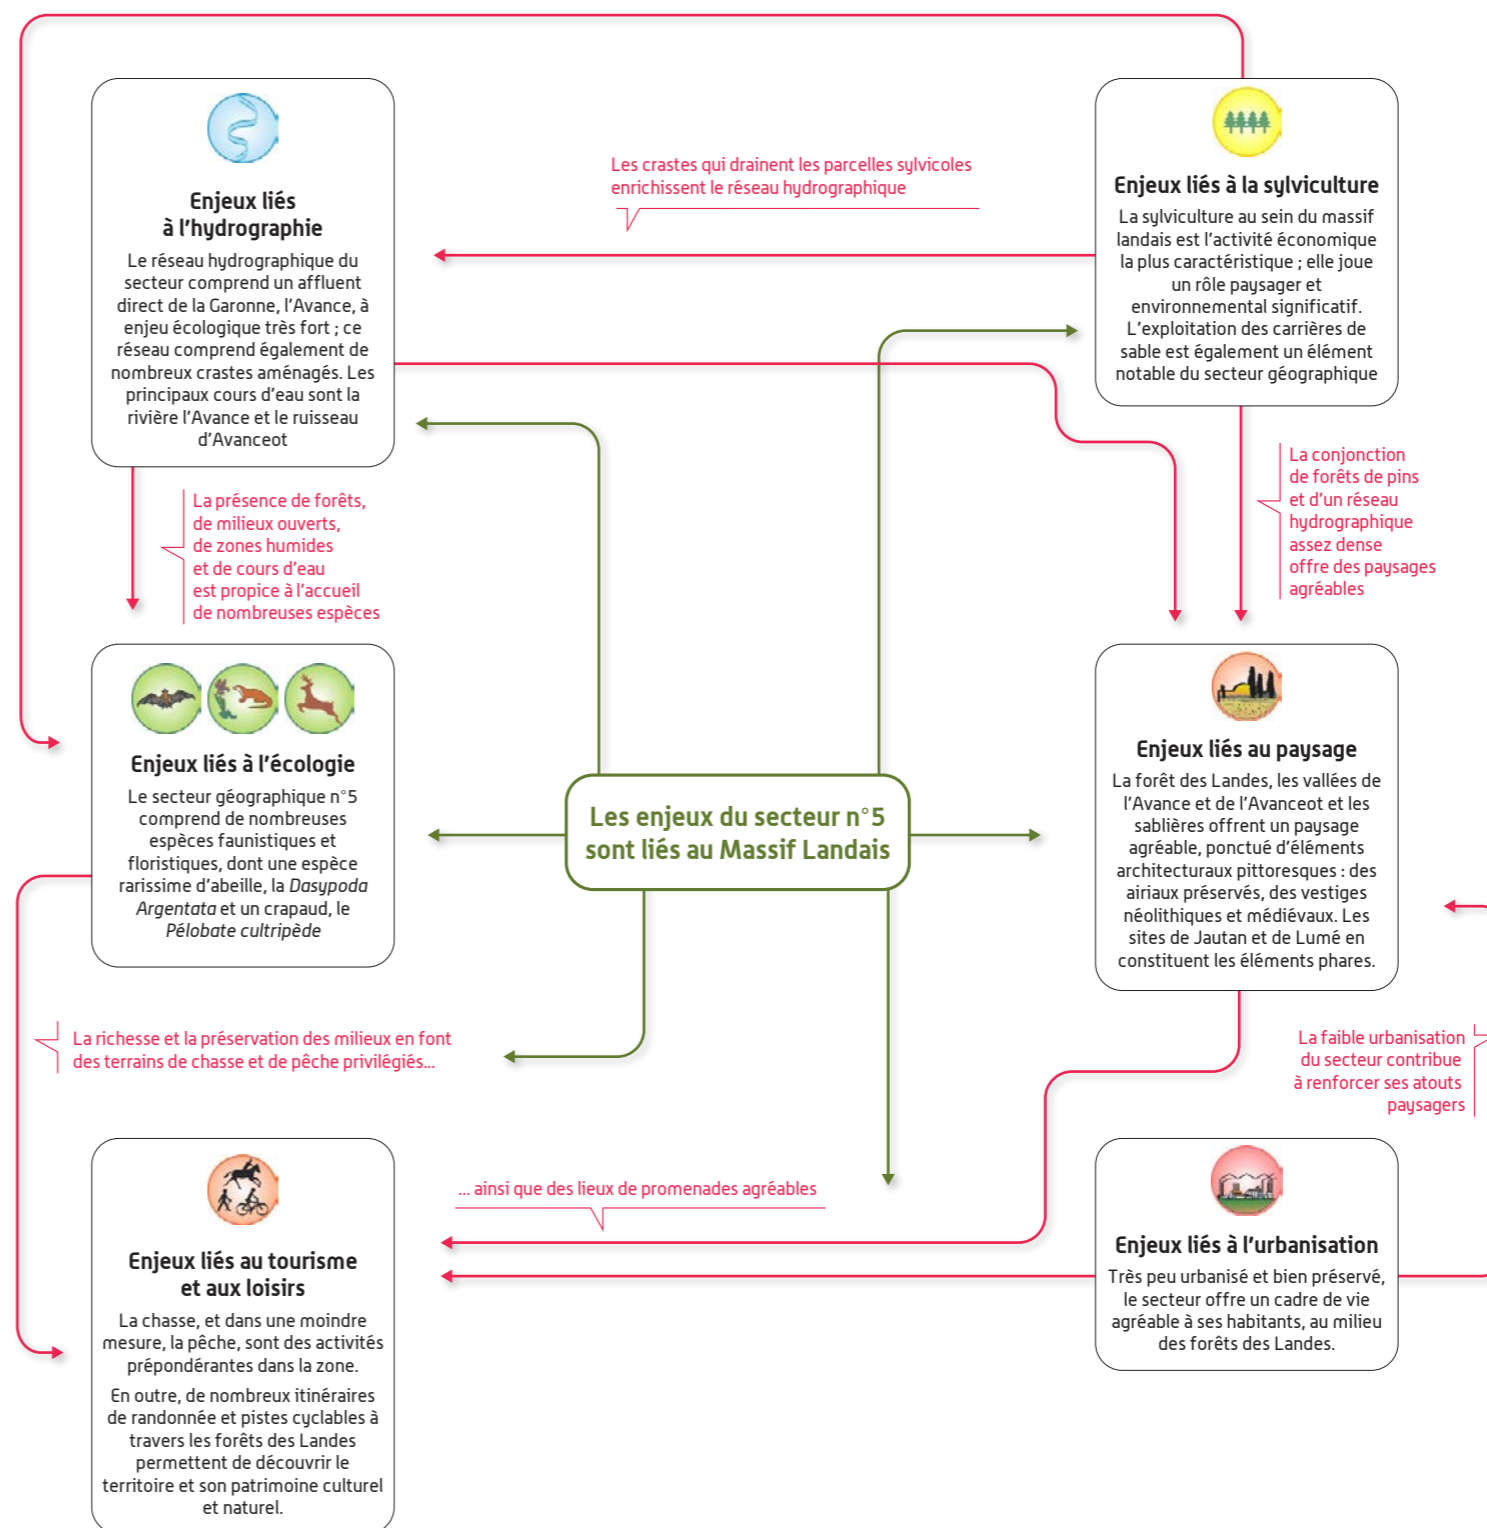 Enjeux liés
à l'hydrographie
Le réseau hydrographique du
secteur comprend un affluent
direct de la Garonne, l'Avance, à
enjeu écologique très fort ; ce
réseau comprend également de
nombreux crastes aménagés. Les
principaux cours d'eau sont la
rivière l'Avance et le ruisseau
d'Avanceot
Les crastes qui drainent les parcelles sylvicoles
enrichissent le réseau hydrographique
Enjeux liés à la sylviculture
La sylviculture au sein du massif
landais est l'activité économique
la plus caractéristique ; elle joue
un rôle paysager et
environnemental significatif.
L'exploitation des carrières de
sable est également un élément
notable du secteur géographique
La présence de forêts,
de milieux ouverts,
de zones humides
et de cours d'eau
est propice à l'accueil
de nombreuses espèces
La conjonction
de forêts de pins
et d'un réseau
hydrographique
assez dense
offre des paysages
agréables
Enjeux liés à l'écologie
Le secteur géographique n°5
comprend de nombreuses
espèces faunistiques et
floristiques, dont une espèce
rarissime d'abeille, la Dasypoda
Argentata et un crapaud, le
Pélobate cultripède
Les enjeux du secteur n°5
sont liés au Massif Landais
Enjeux liés au paysage
La forêt des Landes, les vallées de
l'Avance et de l'Avanceot et les
sablières offrent un paysage
agréable, ponctué d'éléments
architecturaux pittoresques : des
airiaux préservés, des vestiges
néolithiques et médiévaux. Les
sites de Jautan et de Lumé en
constituent les éléments phares.
La richesse et la préservation des milieux en font
des terrains de chasse et de pêche privilégiés...
La faible urbanisation
du secteur contribue
à renforcer ses atouts
paysagers
Enjeux liés au tourisme
et aux loisirs
La chasse, et dans une moindre
mesure, la pêche, sont des activités
prépondérantes dans la zone.
En outre, de nombreux itinéraires
de randonnée et pistes cyclables à
travers les forêts des Landes
permettent de découvrir le
territoire et son patrimoine culturel
et naturel.
... ainsi que des lieux de promenades agréables
Enjeux liés à l'urbanisation
Très peu urbanisé et bien préservé,
le secteur offre un cadre de vie
agréable à ses habitants, au milieu
des forêts des Landes.